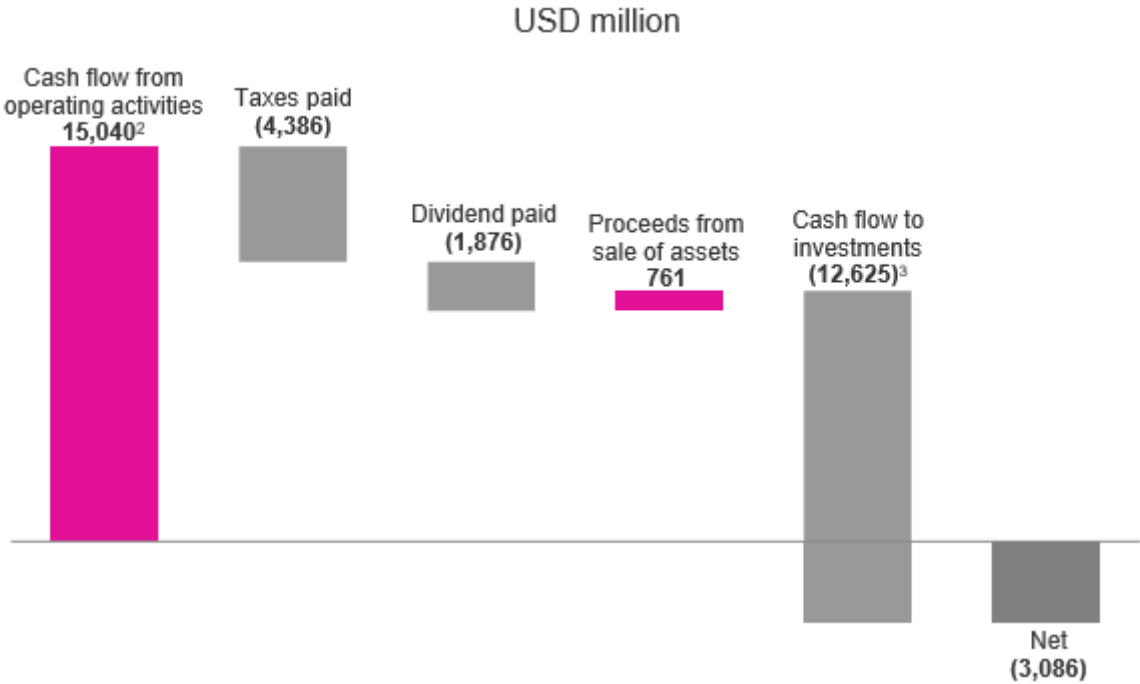 USD million
Cash flow from
operating activities
15,040²
Taxes paid
(4,386)
Dividend paid
(1,876)
Proceeds from
sale of assets
761
Cash flow to
investments
(12,625)³
Net
(3,086)